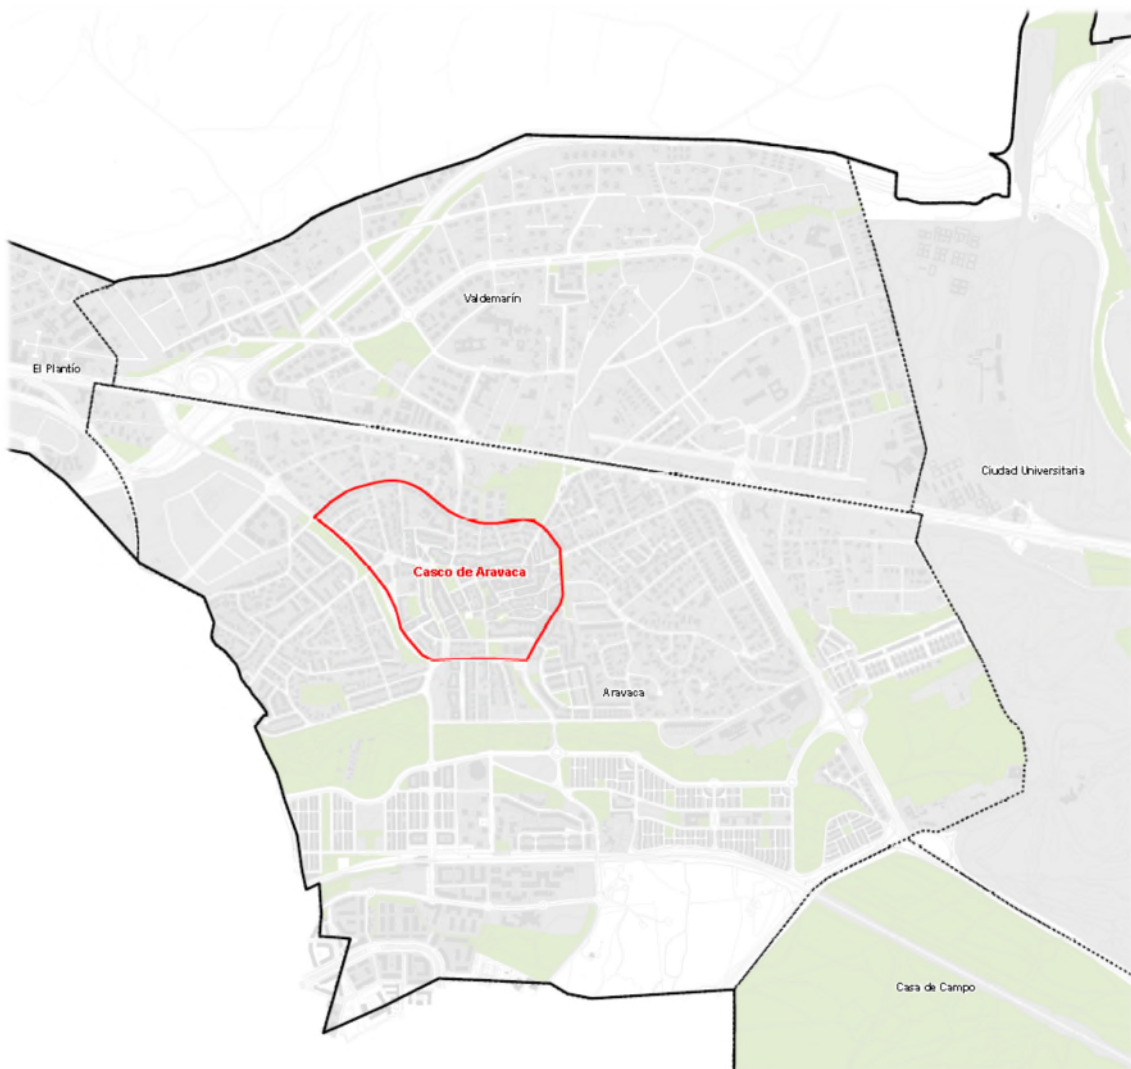 Valdemarín
El Plantío
Ciudad Universitaria
Casco de Aravaca
Aravaca
Casa de Campo